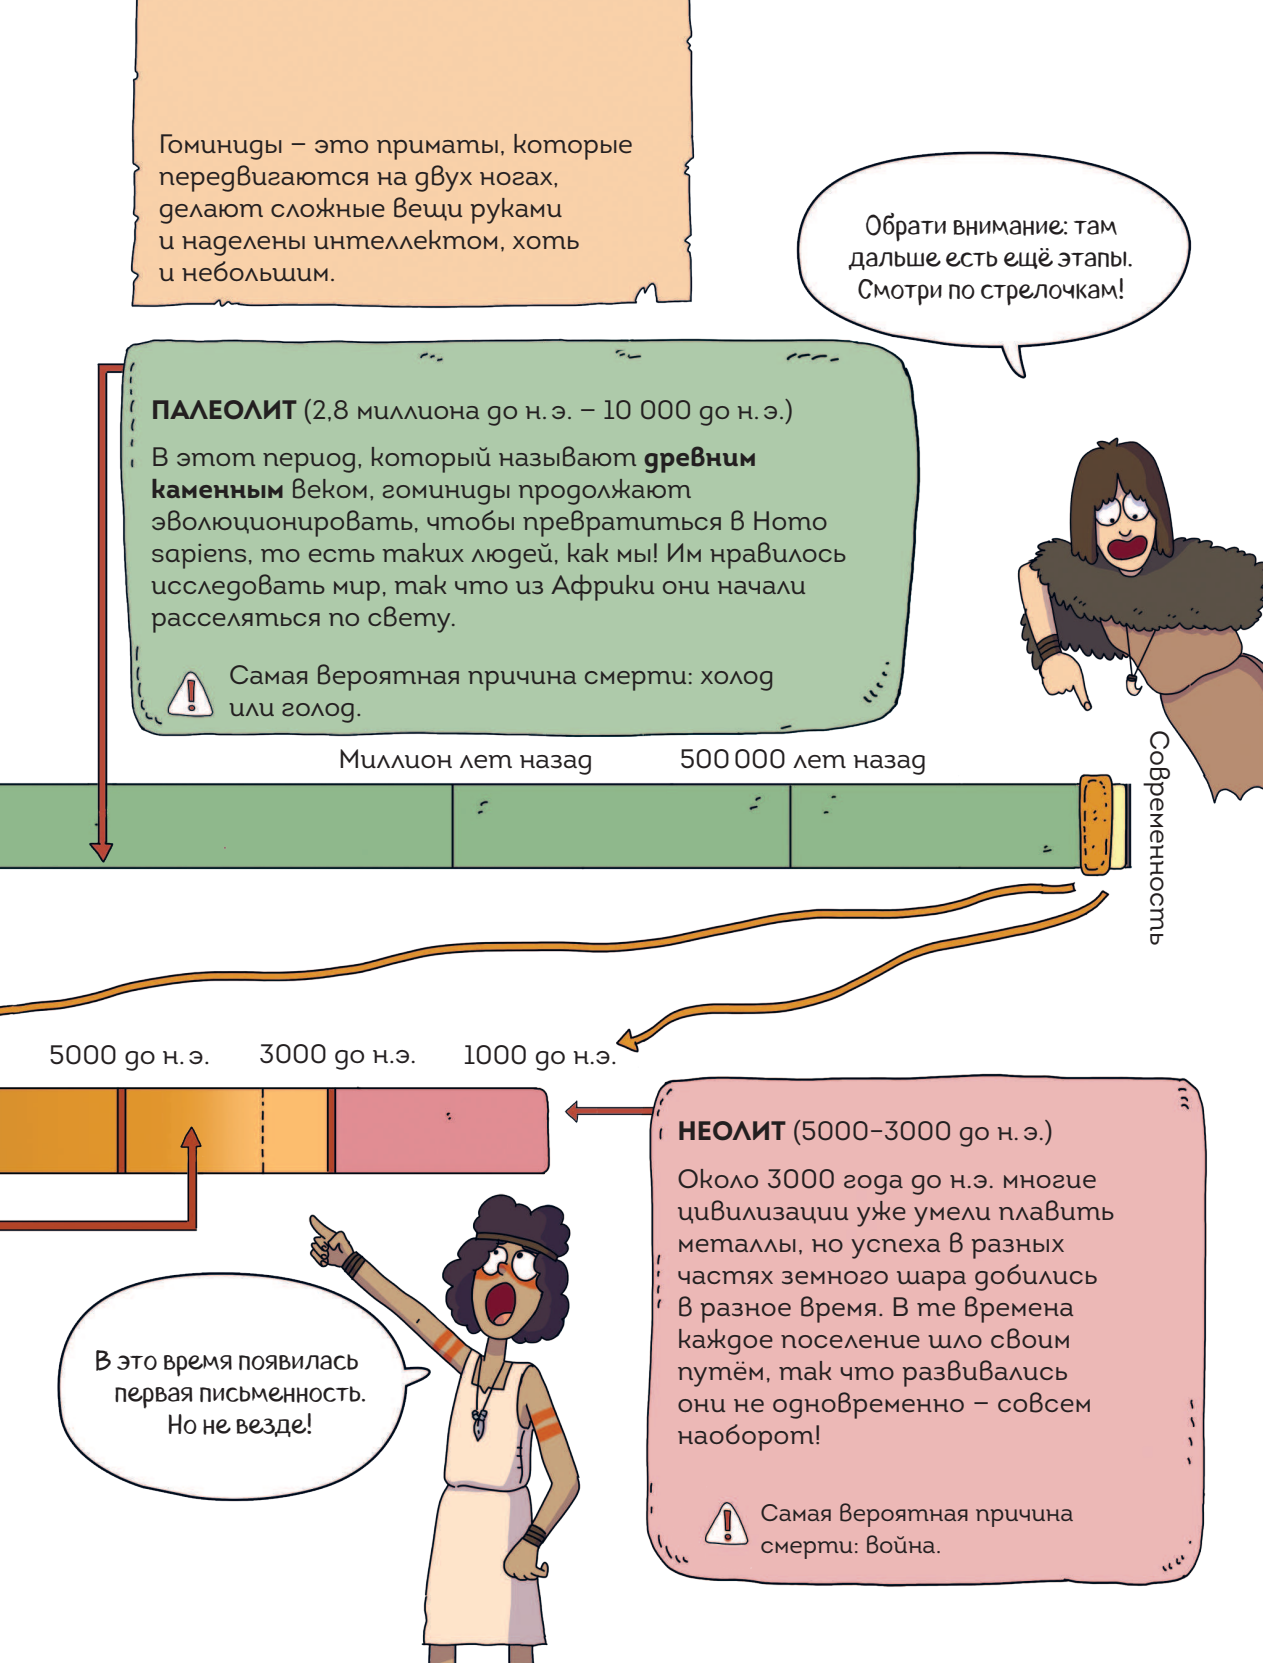 Гоминиды – это приматы, которые
передвигаются на двух ногах,
делают сложные вещи руками
и наделены интеллектом, хоть
и небольшим.
Обрати внимание: там
дальше есть ещё этапы.
Смотри по стрелочкам!
ПАЛЕОЛИТ (2,8 миллиона до н. э. – 10 000 до н. э.)
В этот период, который называют древним
каменным веком, гоминиды продолжают
эволюционировать, чтобы превратиться в Homo
sapiens, то есть таких людей, как мы! Им нравилось
исследовать мир, так что из Африки они начали
расселяться по свету.
Самая вероятная причина смерти: холод
или голод.
Миллион лет назад
500 000 лет назад
Современность
5000 до н. э.
3000 до н.э.
1000 до н.э.
НЕОЛИТ (5000–3000 до н. э.)
Около 3000 года до н.э. многие
цивилизации уже умели плавить
металлы, но успеха в разных
частях земного шара добились
в разное время. В те времена
каждое поселение шло своим
путём, так что развивались
они не одновременно – совсем
наоборот!
Самая вероятная причина
смерти: война.
В это время появилась
первая письменность.
Но не везде!